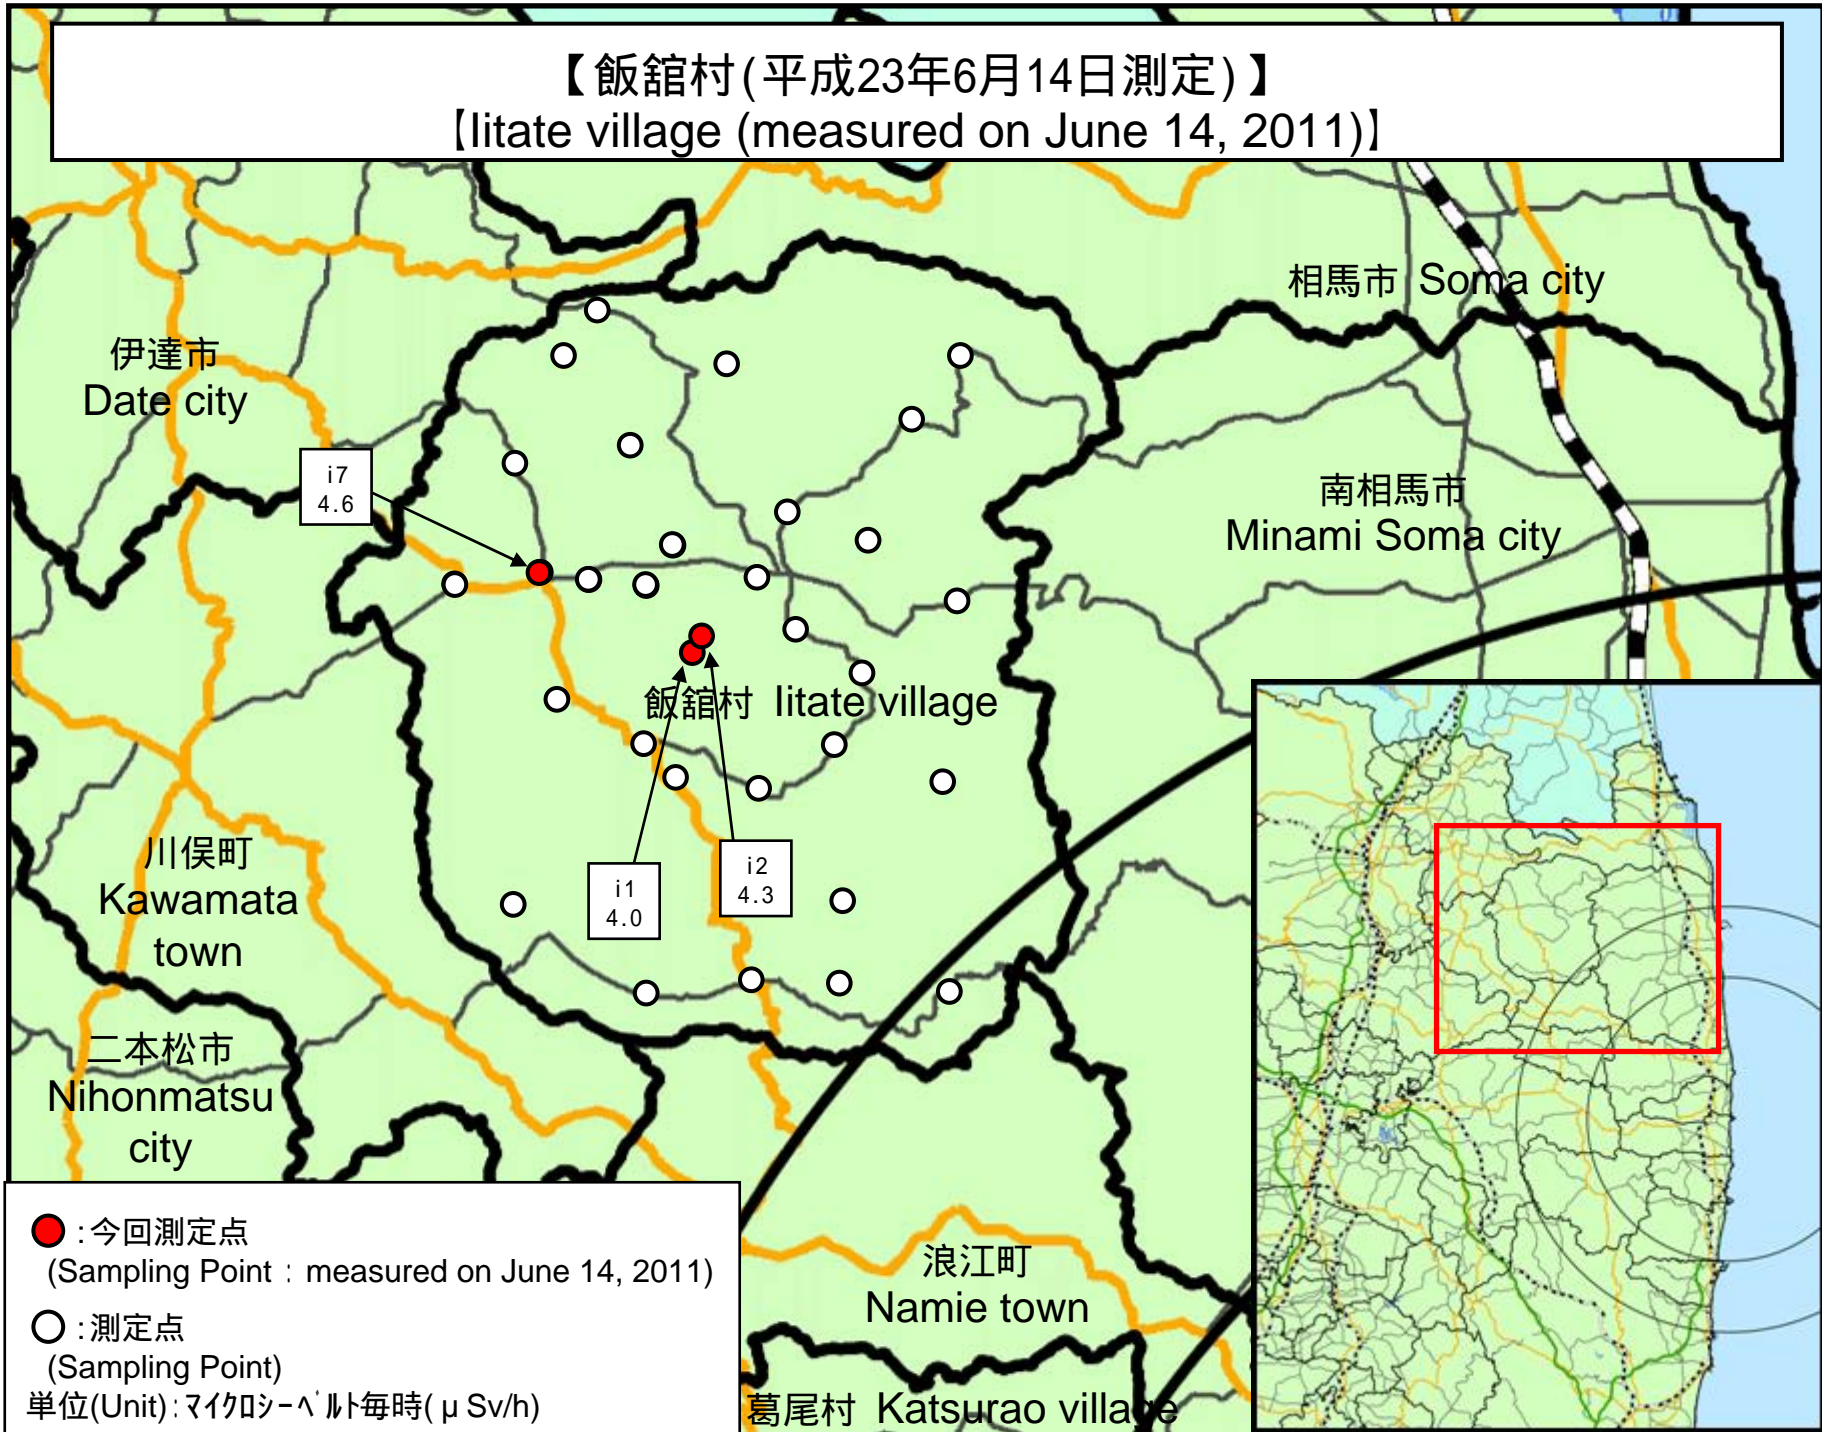 【飯舘村(平成23年6月14日測定)】
【Iitate village (measured on June 14, 2011)】
相馬市 Soma city
伊達市
Date city
i7
4.6
南相馬市
Minami Soma city
飯舘村 Iitate village
川俣町
Kawamata
town
i1
4.0
i2
4.3
二本松市
Nihonmatsu
city
:今回測定点
(Sampling Point : measured on June 14, 2011)
:測定点
(Sampling Point)
単位(Unit):マイクロシーベルト毎時(μSv/h)
浪江町
Namie town
葛尾村 Katsurao village